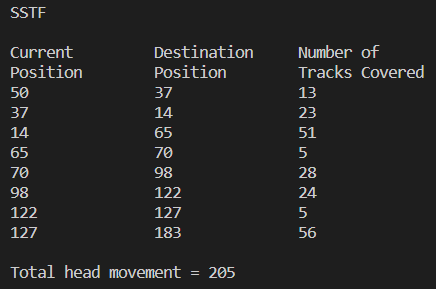 SSTF
Current Destination Number of
Position Position Tracks Covered
50 37 13
37 14 23
14 65 51
65 70 5
70 98 28
98 122 24
122 127 5
127 183 56
Total head movement = 205